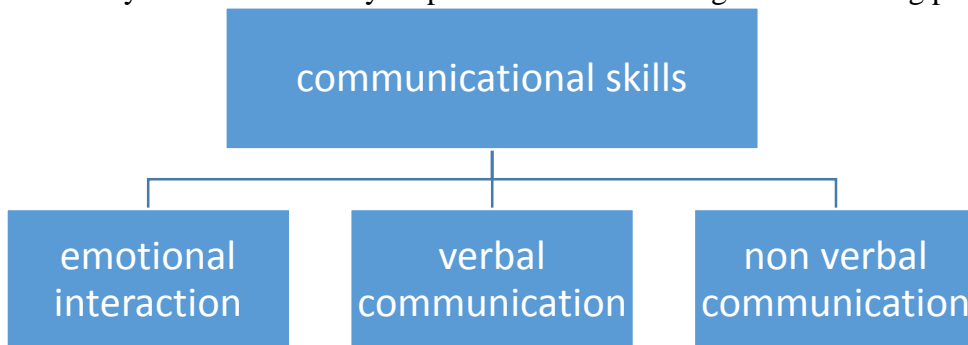 communicational skills
emotional
interaction
verbal
communication
non verbal
communication